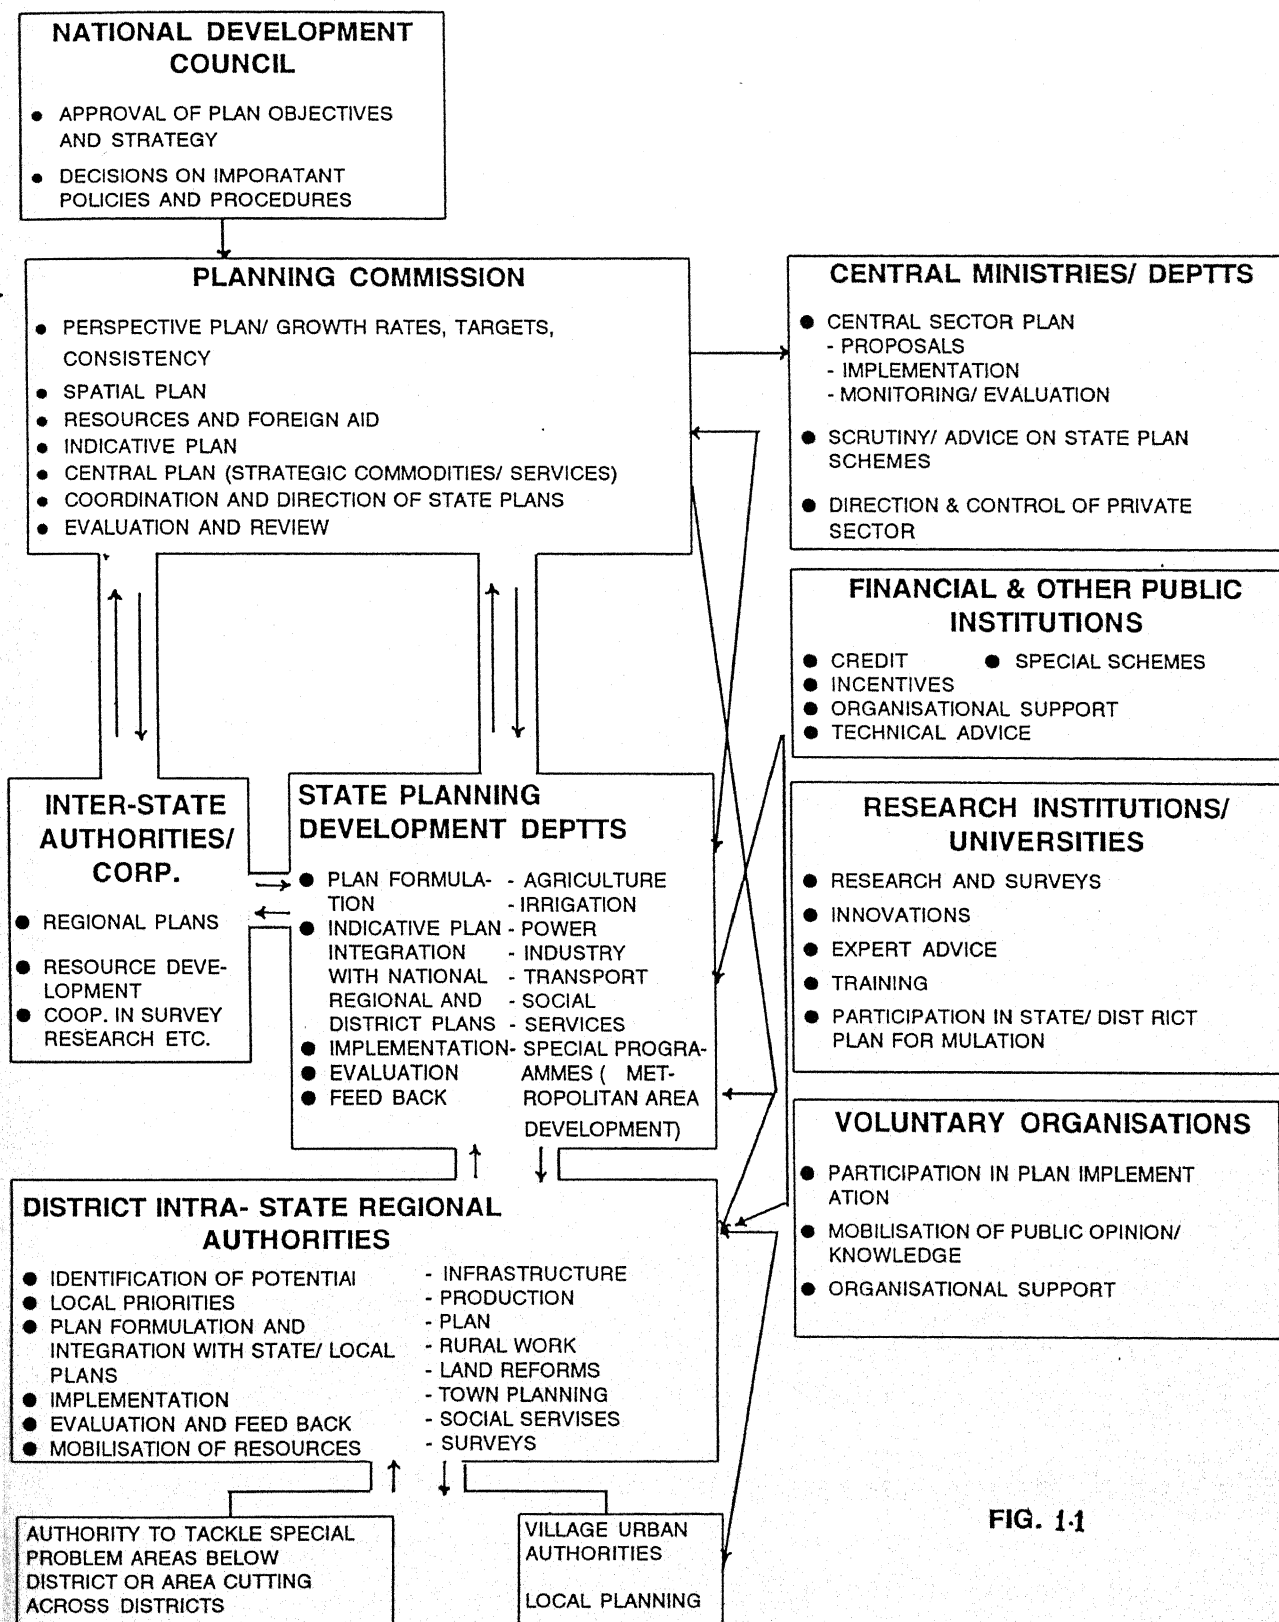 NATIONAL DEVELOPMENT
COUNCIL
● APPROVAL OF PLAN OBJECTIVES
AND STRATEGY
● DECISIONS ON IMPORATANT
POLICIES AND PROCEDURES
PLANNING COMMISSION
● PERSPECTIVE PLAN/ GROWTH RATES, TARGETS,
CONSISTENCY
● SPATIAL PLAN
● RESOURCES AND FOREIGN AID
● INDICATIVE PLAN
● CENTRAL PLAN (STRATEGIC COMMODITIES/ SERVICES)
● COORDINATION AND DIRECTION OF STATE PLANS
● EVALUATION AND REVIEW
CENTRAL MINISTRIES/ DEPTTS
● CENTRAL SECTOR PLAN
- PROPOSALS
- IMPLEMENTATION
- MONITORING/ EVALUATION
● SCRUTINY/ ADVICE ON STATE PLAN
SCHEMES
● DIRECTION & CONTROL OF PRIVATE
SECTOR
FINANCIAL & OTHER PUBLIC
INSTITUTIONS
● CREDIT ● SPECIAL SCHEMES
● INCENTIVES
● ORGANISATIONAL SUPPORT
● TECHNICAL ADVICE
INTER-STATE
AUTHORITIES/
CORP.
● REGIONAL PLANS
● RESOURCE DEVE-
LOPMENT
● COOP. IN SURVEY
RESEARCH ETC.
STATE PLANNING
DEVELOPMENT DEPTTS
● PLAN FORMULA-
TION
● INDICATIVE PLAN
INTEGRATION
WITH NATIONAL
REGIONAL AND
DISTRICT PLANS
● IMPLEMENTATION
● EVALUATION
● FEED BACK
- AGRICULTURE
- IRRIGATION
- POWER
- INDUSTRY
- TRANSPORT
- SOCIAL
- SERVICES
- SPECIAL PROGRA-
AMMES ( MET-
ROPOLITAN AREA
DEVELOPMENT)
RESEARCH INSTITUTIONS/
UNIVERSITIES
● RESEARCH AND SURVEYS
● INNOVATIONS
● EXPERT ADVICE
● TRAINING
● PARTICIPATION IN STATE/ DIST RICT
PLAN FOR MULATION
VOLUNTARY ORGANISATIONS
● PARTICIPATION IN PLAN IMPLEMENT
ATION
● MOBILISATION OF PUBLIC OPINION/
KNOWLEDGE
● ORGANISATIONAL SUPPORT
DISTRICT INTRA- STATE REGIONAL
AUTHORITIES
● IDENTIFICATION OF POTENTIAI
● LOCAL PRIORITIES
● PLAN FORMULATION AND
INTEGRATION WITH STATE/ LOCAL
PLANS
● IMPLEMENTATION
● EVALUATION AND FEED BACK
● MOBILISATION OF RESOURCES
- INFRASTRUCTURE
- PRODUCTION
- PLAN
- RURAL WORK
- LAND REFORMS
- TOWN PLANNING
- SOCIAL SERVISES
- SURVEYS
AUTHORITY TO TACKLE SPECIAL
PROBLEM AREAS BELOW
DISTRICT OR AREA CUTTING
ACROSS DISTRICTS
VILLAGE URBAN
AUTHORITIES
LOCAL PLANNING
FIG. 1.1